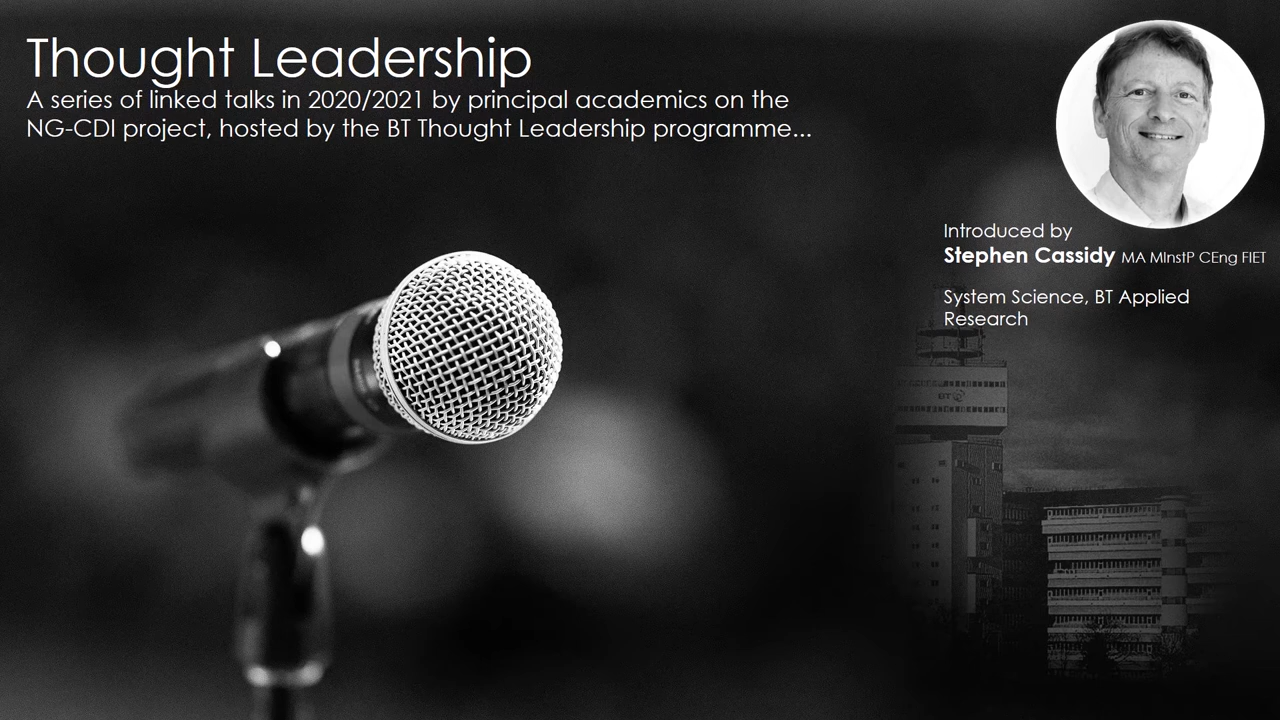 Thought Leadership
A series of linked talks in 2020/2021 by principal academics on the
NG-CDI project, hosted by the BT Thought Leadership programme...
Introduced by
Stephen Cassidy MA MInstP CEng FIET
System Science, BT Applied
Research
BT